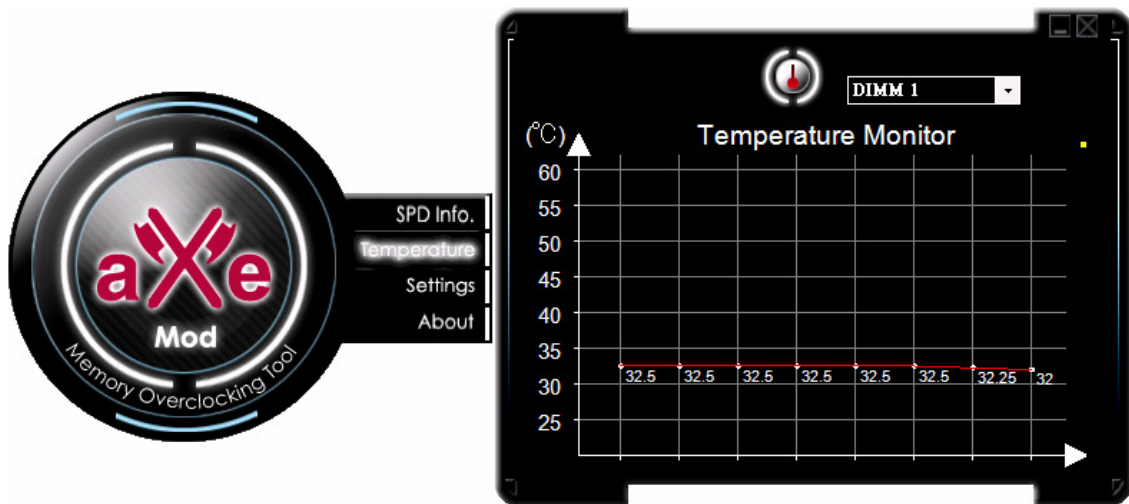 aXe
Mod
Memory Overclocking Tool
SPD Info.
Temperature
Settings
About
DIMM 1
(°C)
Temperature Monitor
60
55
50
45
40
35
30
25
32.5
32.5
32.5
32.5
32.5
32.5
32.25
32